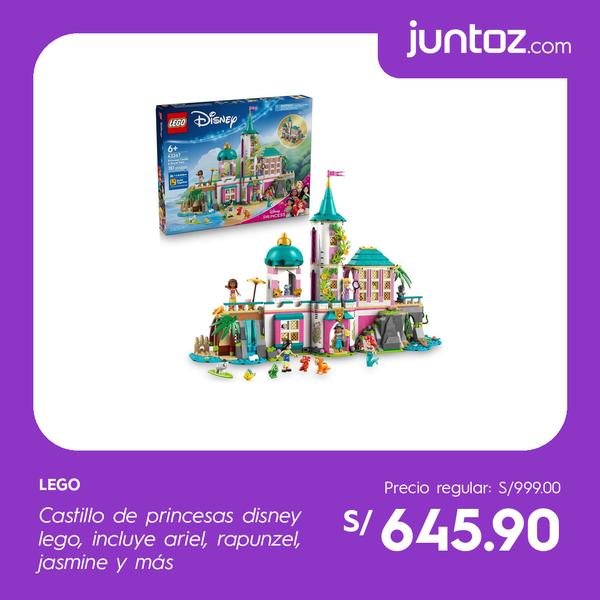 juntoz.com
LEGO
Disney
6+
43267
DISNEY
PRINCESS
LEGO
Castillo de princesas disney
lego, incluye ariel, rapunzel,
jasmine y más
Precio regular: S/999.00
S/ 645.90